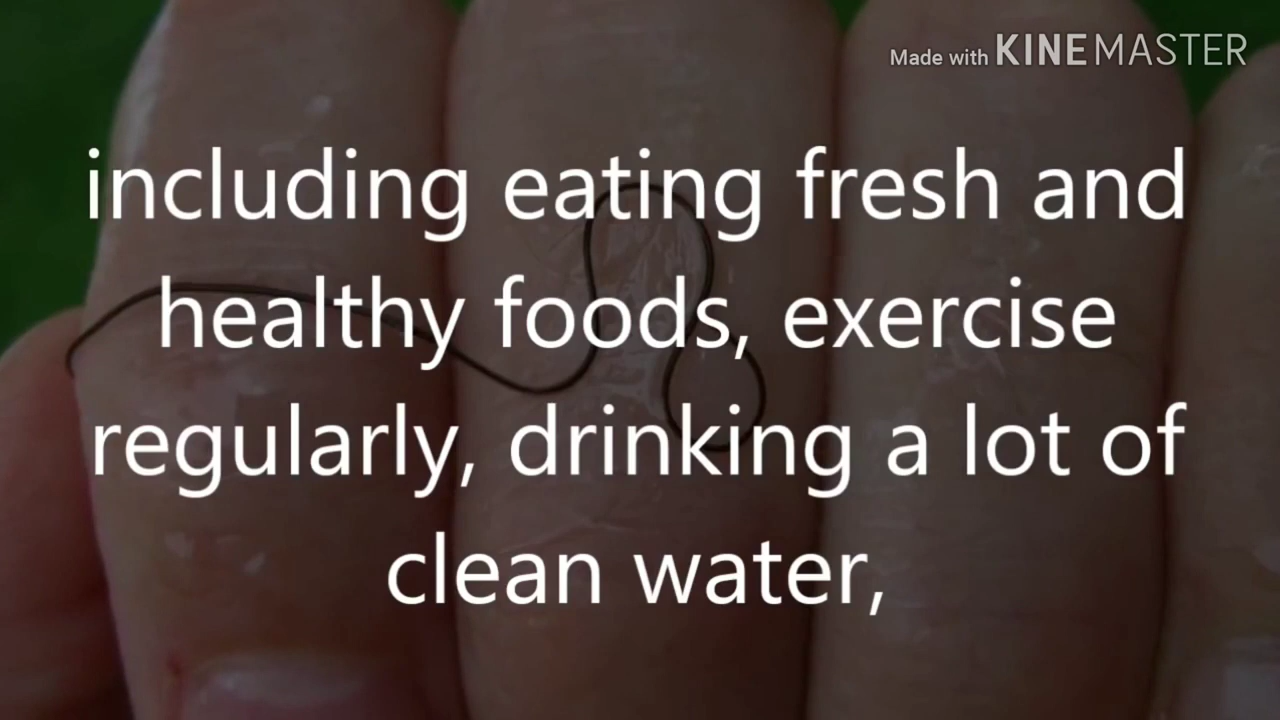 Made with KINEMASTER
including eating fresh and
healthy foods, exercise
regularly, drinking a lot of
clean water,